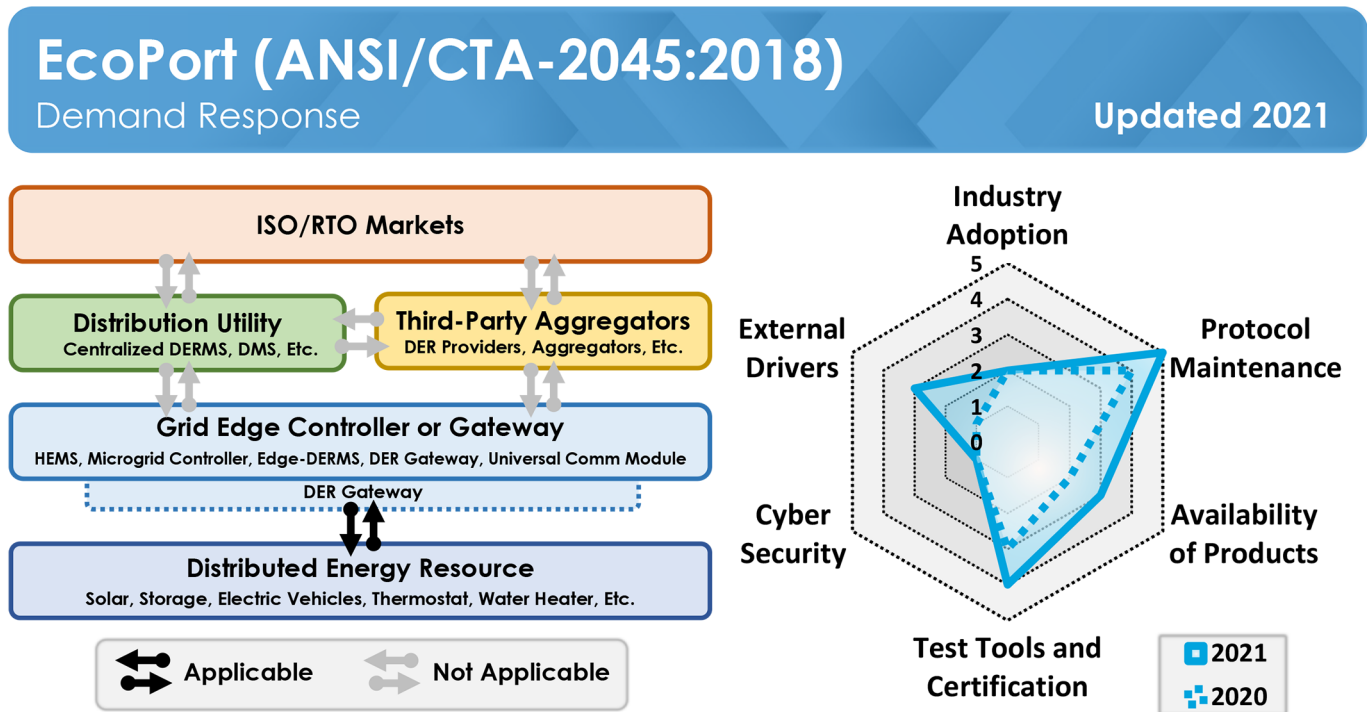 EcoPort (ANSI/CTA-2045:2018)
Demand Response
Updated 2021
ISO/RTO Markets
Distribution Utility
Centralized DERMS, DMS, Etc.
Third-Party Aggregators
DER Providers, Aggregators, Etc.
Grid Edge Controller or Gateway
HEMS, Microgrid Controller, Edge-DERMS, DER Gateway, Universal Comm Module
DER Gateway
Distributed Energy Resource
Solar, Storage, Electric Vehicles, Thermostat, Water Heater, Etc.
Applicable
Not Applicable
Industry
Adoption
5
4
3
2
1
0
External
Drivers
Protocol
Maintenance
Cyber
Security
Availability
of Products
Test Tools and
Certification
2021
2020